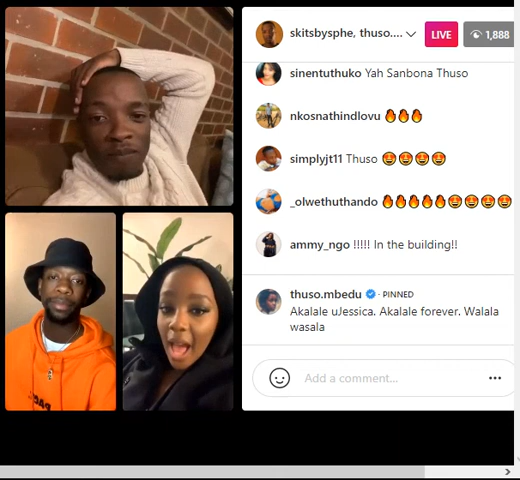 skitsbysphe, thuso....
LIVE
1,888
sinentuthuko Yah Sanbona Thuso
nkosnathindlovu 🔥🔥🔥
simplyjt11 Thuso 🤩🤩🤩🤩
_olwethuthando 🔥🔥🔥🔥🔥🤩🤩🤩🤩
ammy_ngo !!!!! In the building!!
thuso.mbedu · PINNED
Akalale uJessica. Akalale forever. Walala
wasala
Add a comment...